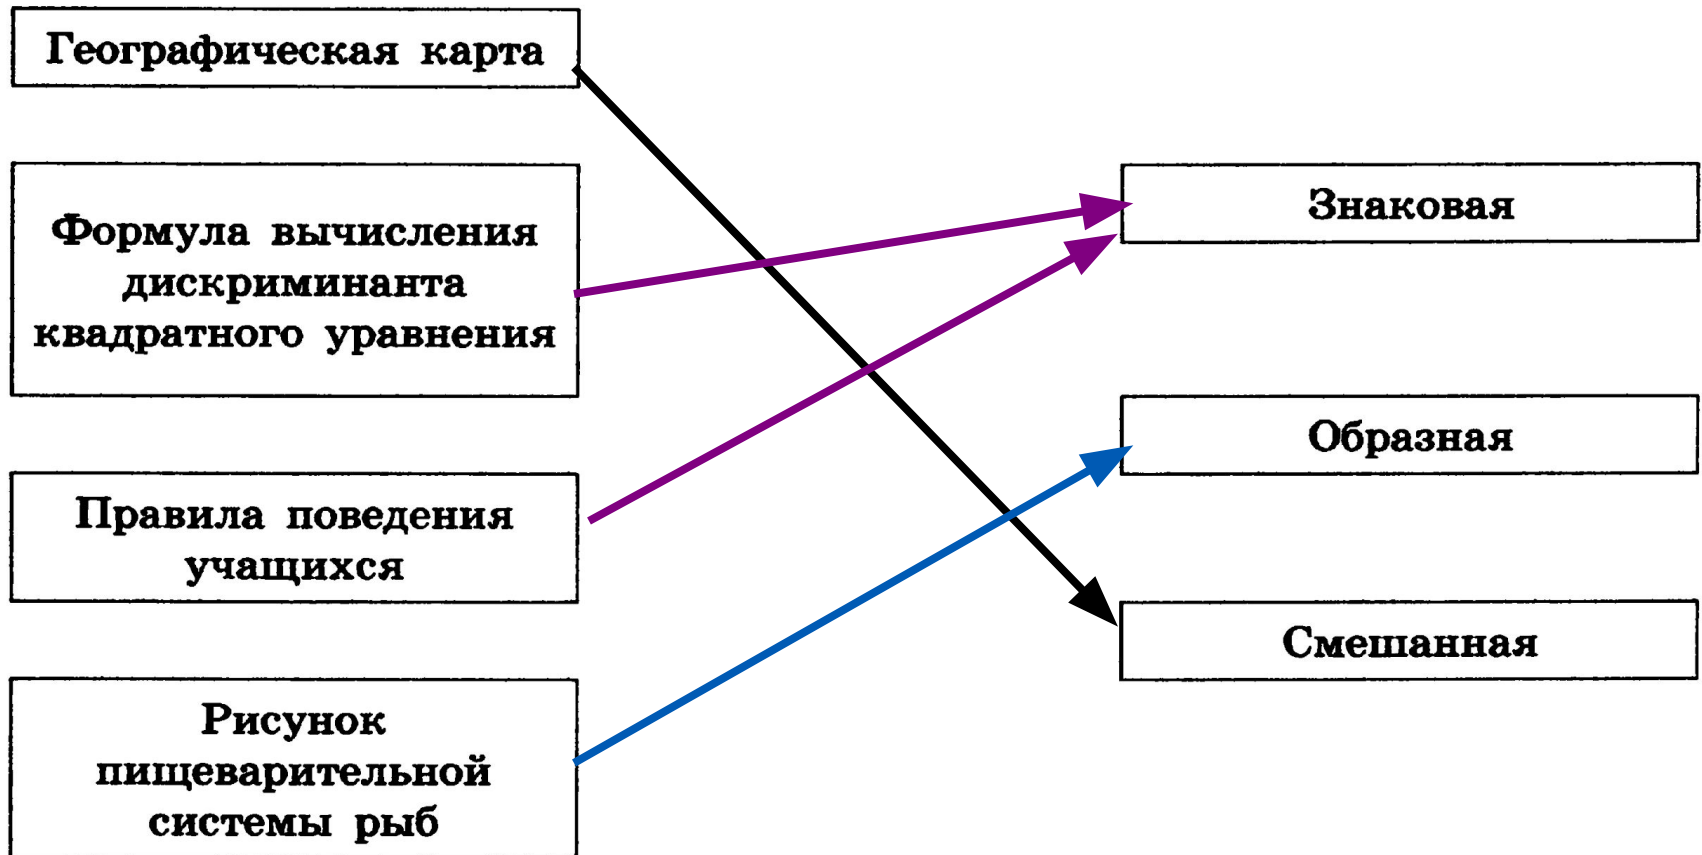 Географическая карта
Формула вычисления
дискриминанта
квадратного уравнения
Правила поведения
учащихся
Рисунок
пищеварительной
системы рыб
Знаковая
Образная
Смешанная